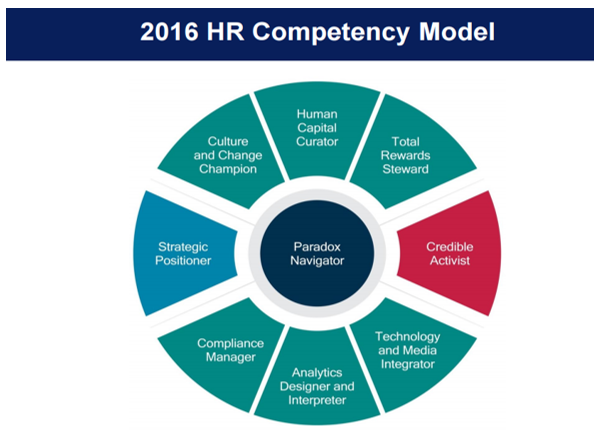 2016 HR Competency Model
Human
Capital
Curator
Culture
and Change
Champion
Total
Rewards
Steward
Strategic
Positioner
Paradox
Navigator
Credible
Activist
Compliance
Manager
Analytics
Designer and
Interpreter
Technology
and Media
Integrator